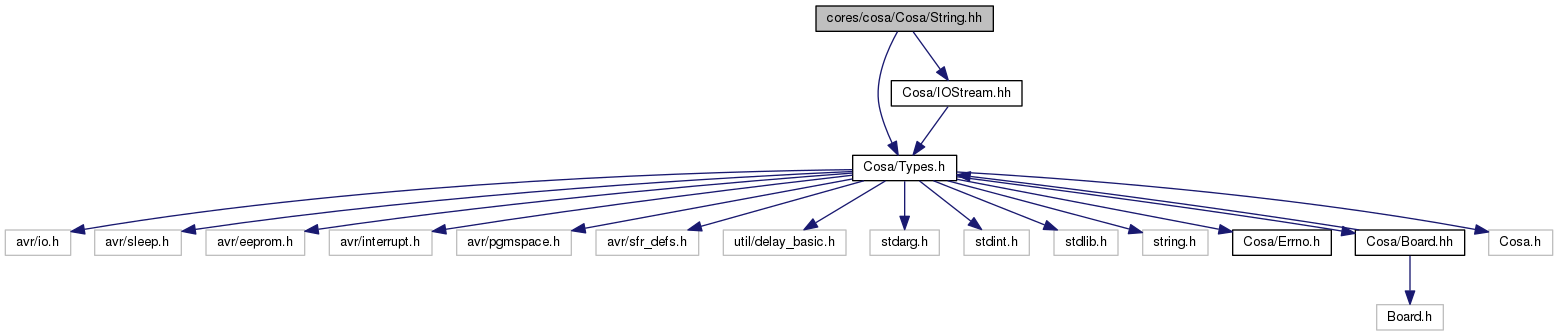 cores/cosa/Cosa/String.hh
Cosa/IOStream.hh
Cosa/Types.h
avr/io.h
avr/sleep.h
avr/eeprom.h
avr/interrupt.h
avr/pgmspace.h
avr/sfr_defs.h
util/delay_basic.h
stdarg.h
stdint.h
stdlib.h
string.h
Cosa/Errno.h
Cosa/Board.hh
Cosa.h
Board.h